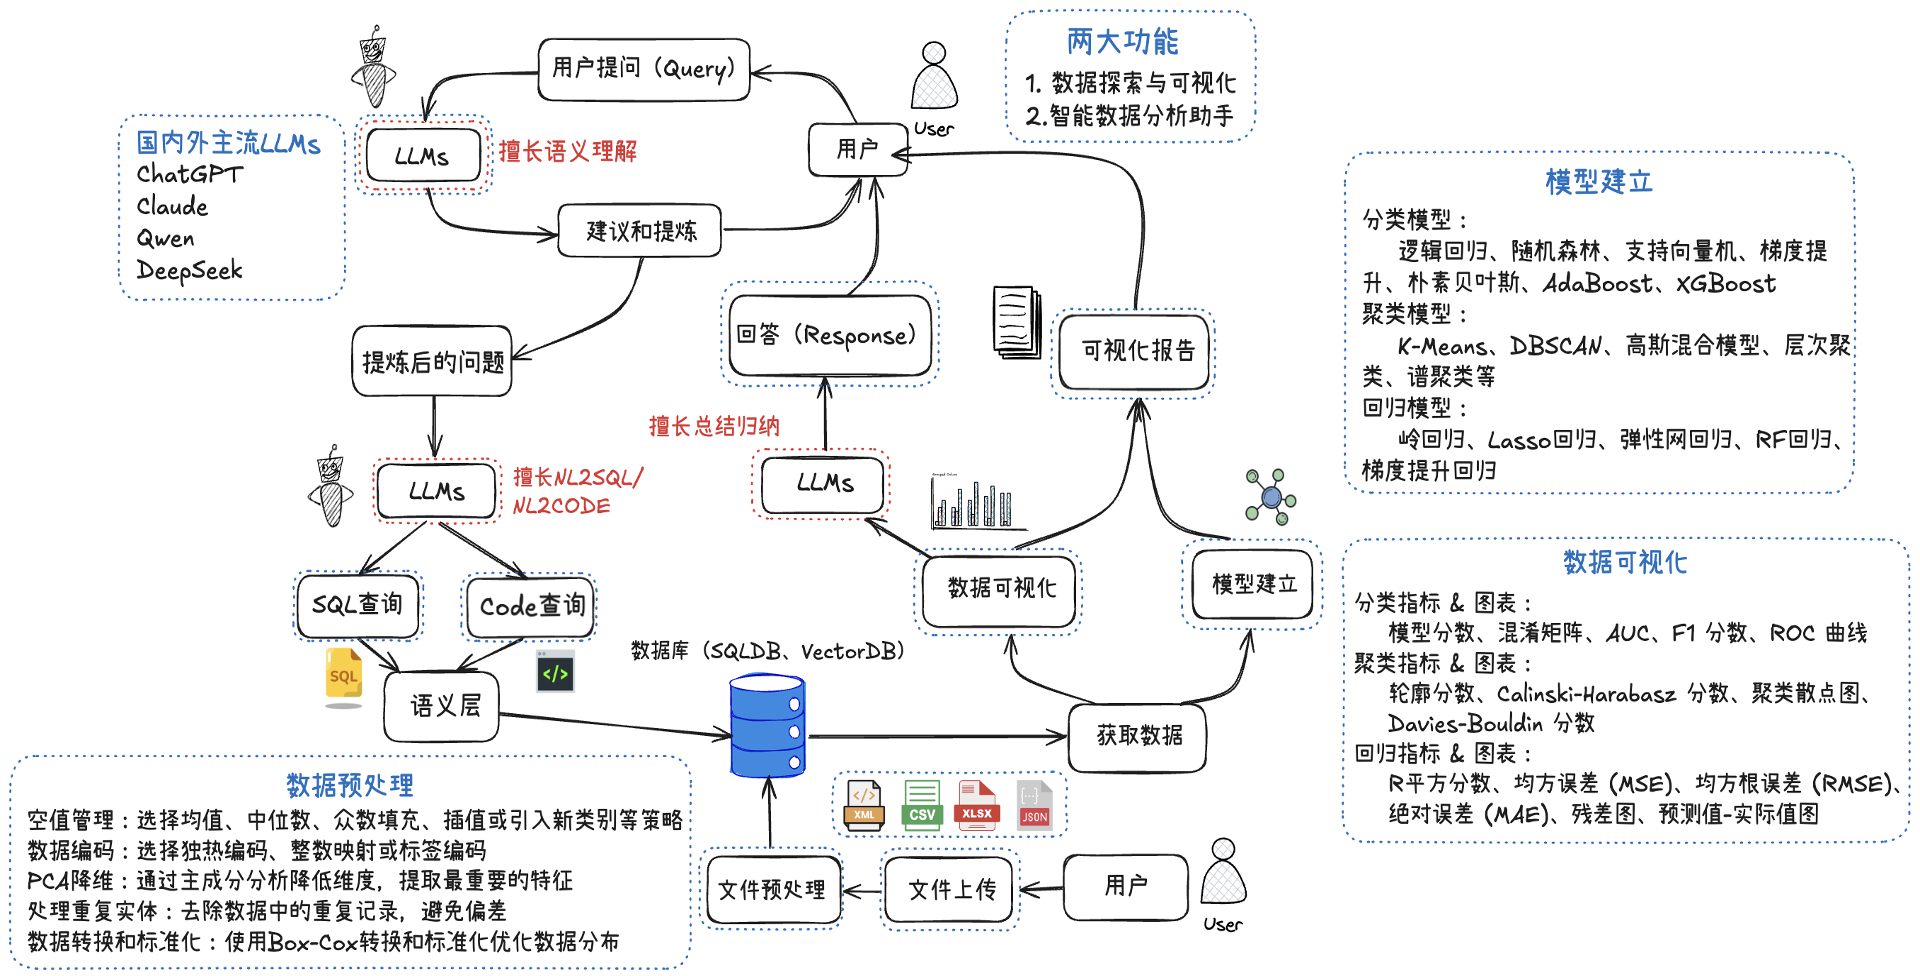 两大功能
1. 数据探索与可视化
2.智能数据分析助手
用户提问（Query）
User
用户
国内外主流LLMs
ChatGPT
Claude
Qwen
DeepSeek
LLMs
擅长语义理解
建议和提炼
提炼后的问题
回答（Response）
可视化报告
模型建立
分类模型：
逻辑回归、随机森林、支持向量机、梯度提
升、朴素贝叶斯、AdaBoost、XGBoost
聚类模型：
K-Means、DBSCAN、高斯混合模型、层次聚
类、谱聚类等
回归模型：
岭回归、Lasso回归、弹性网回归、RF回归、
梯度提升回归
擅长总结归纳
LLMs
擅长NL2SQL/
NL2CODE
LLMs
SQL查询
Code查询
SQL
</>
语义层
数据可视化
模型建立
数据库（SQLDB、VectorDB）
获取数据
数据可视化
分类指标 & 图表：
模型分数、混淆矩阵、AUC、F1 分数、ROC 曲线
聚类指标 & 图表：
轮廓分数、Calinski-Harabasz 分数、聚类散点图、
Davies-Bouldin 分数
回归指标 & 图表：
R平方分数、均方误差 (MSE)、均方根误差 (RMSE)、
绝对误差 (MAE)、残差图、预测值-实际值图
数据预处理
空值管理：选择均值、中位数、众数填充、插值或引入新类别等策略
数据编码：选择独热编码、整数映射或标签编码
PCA降维：通过主成分分析降低维度，提取最重要的特征
处理重复实体：去除数据中的重复记录，避免偏差
数据转换和标准化：使用Box-Cox转换和标准化优化数据分布
</>
XML
CSV
XLSX
JSON
文件预处理
文件上传
用户
User